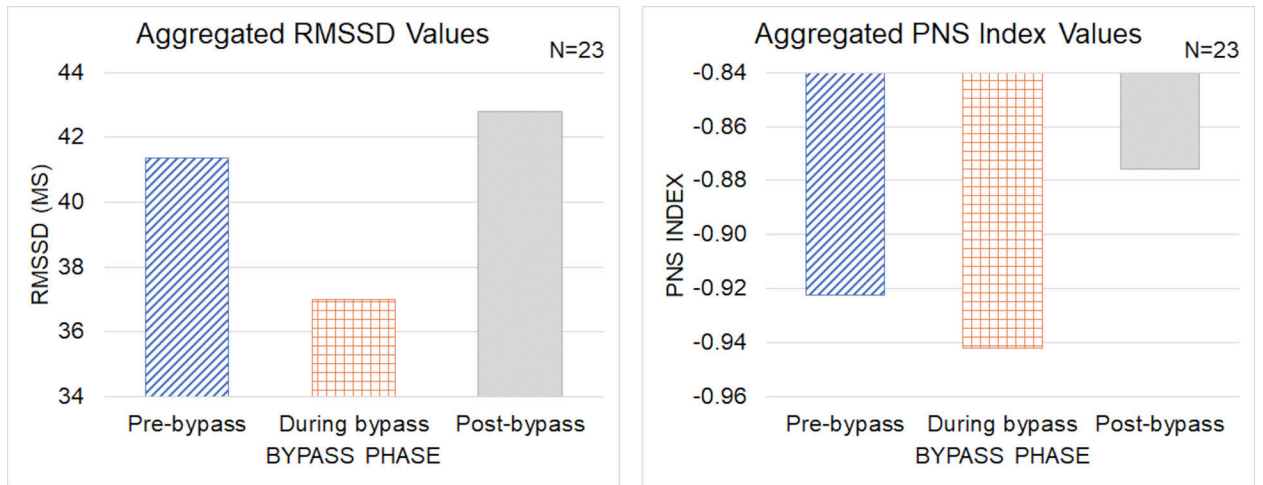 Aggregated RMSSD Values
N=23
44
42
40
38
36
34
RMSSD (MS)
Pre-bypass During bypass Post-bypass
BYPASS PHASE
Aggregated PNS Index Values
N=23
-0.84
-0.86
-0.88
-0.90
-0.92
-0.94
-0.96
PNS INDEX
Pre-bypass During bypass Post-bypass
BYPASS PHASE